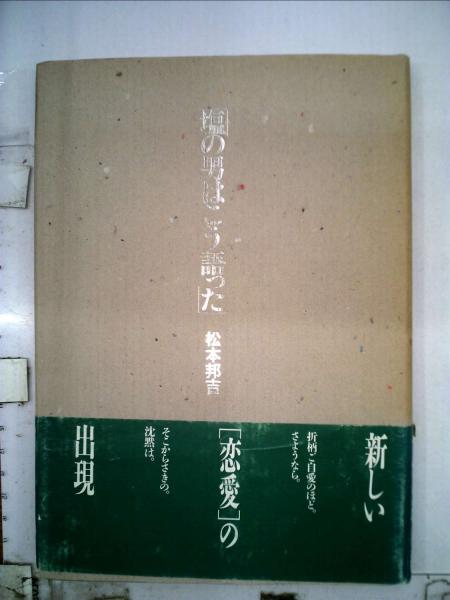 塩の男はこう語った
松本邦吉
新しい
折柄ご自愛のほど。
さようなら。
[恋愛]の
そこからさきの。
沈黙は。
出現